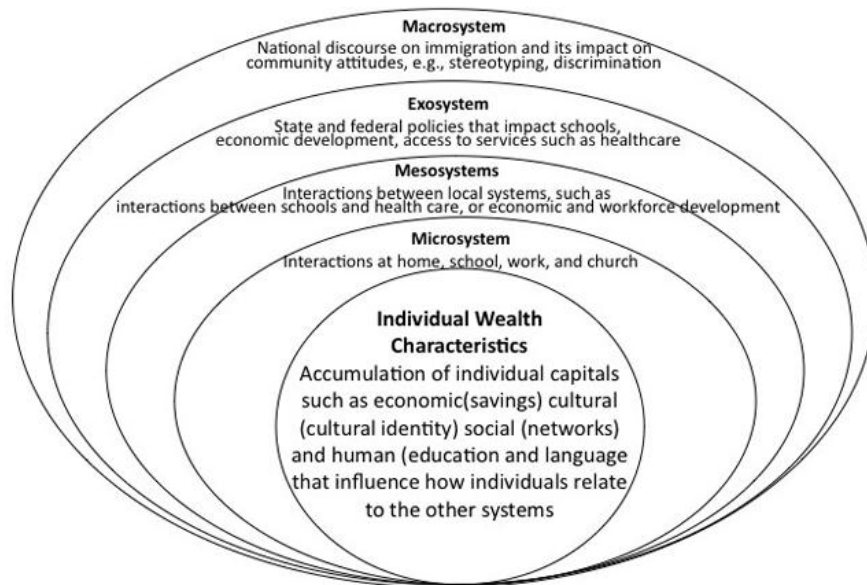 Macrosystem
National discourse on immigration and its impact on
community attitudes, e.g., stereotyping, discrimination
Exosystem
State and federal policies that impact schools,
economic development, access to services such as healthcare
Mesosystems
Interactions between local systems, such as
interactions between schools and health care, or economic and workforce development
Microsystem
Interactions at home, school, work, and church
Individual Wealth
Characteristics
Accumulation of individual capitals
such as economic(savings) cultural
(cultural identity) social (networks)
and human (education and language
that influence how individuals relate
to the other systems